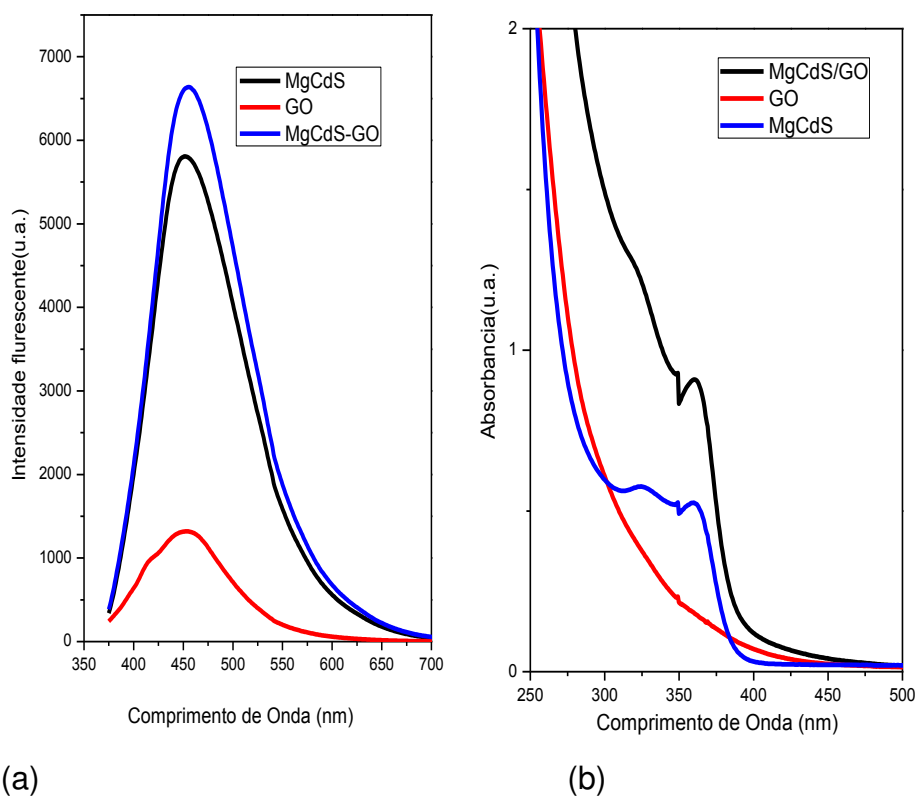 7000
6000
5000
4000
3000
2000
1000
0
Intensidade flurescente(u.a.)
MgCdS
GO
MgCdS-GO
350 400 450 500 550 600 650 700
Comprimento de Onda (nm)
(a)
2
1
0
Absorbancia(u.a.)
MgCdS/GO
GO
MgCdS
250 300 350 400 450 500
Comprimento de Onda (nm)
(b)